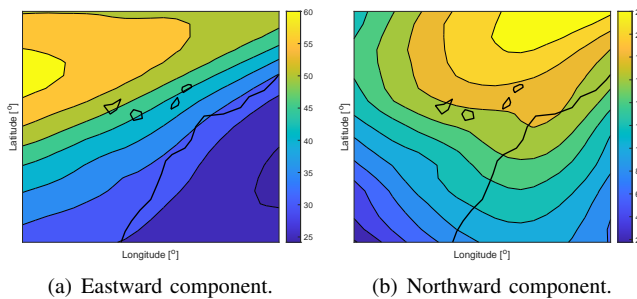 60
55
50
45
40
35
30
25
Latitude [°]
Longitude [°]
Latitude [°]
Longitude [°]
(a) Eastward component.
(b) Northward component.